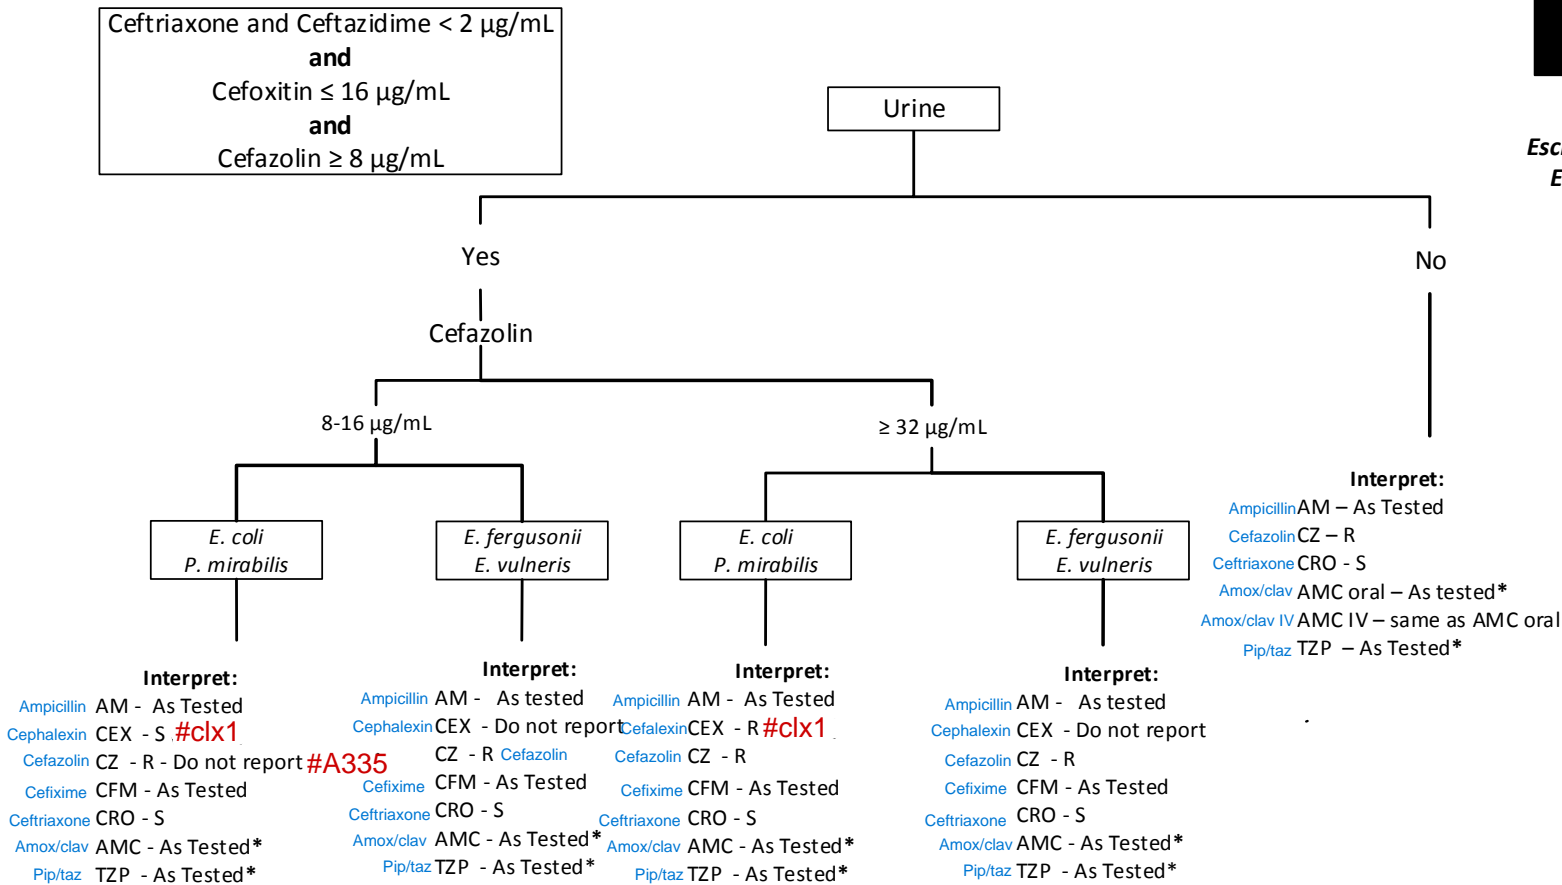 Ceftriaxone and Ceftazidime < 2 µg/mL
and
Cefoxitin ≤ 16 µg/mL
and
Cefazolin ≥ 8 µg/mL
Urine
Yes
No
Cefazolin
8-16 µg/mL
≥ 32 µg/mL
E. coli
P. mirabilis
E. fergusonii
E. vulneris
E. coli
P. mirabilis
E. fergusonii
E. vulneris
Interpret:
Ampicillin AM - As Tested
Cephalexin CEX - S #clx1
Cefazolin CZ - R - Do not report #A335
Cefixime CFM - As Tested
Ceftriaxone CRO - S
Amox/clav AMC - As Tested*
Pip/taz TZP - As Tested*
Interpret:
Ampicillin AM - As tested
Cephalexin CEX - Do not report
CZ - R Cefazolin
Cefixime CFM - As Tested
Ceftriaxone CRO - S
Amox/clav AMC - As Tested*
Pip/taz TZP - As Tested*
Interpret:
Ampicillin AM - As Tested
Cefalexin CEX - R #clx1
Cefazolin CZ - R
Cefixime CFM - As Tested
Ceftriaxone CRO - S
Amox/clav AMC - As Tested*
Pip/taz TZP - As Tested*
Interpret:
Ampicillin AM - As tested
Cephalexin CEX - Do not report
Cefazolin CZ - R
Cefixime CFM - As Tested
Ceftriaxone CRO - S
Amox/clav AMC - As Tested*
Pip/taz TZP - As Tested*
Interpret:
Ampicillin AM – As Tested
Cefazolin CZ – R
Ceftriaxone CRO - S
Amox/clav AMC oral – As tested*
Amox/clav IV AMC IV – same as AMC oral
Pip/taz TZP – As Tested*